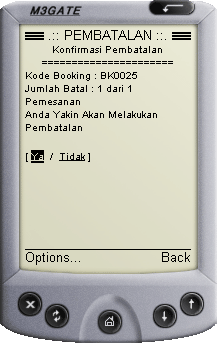 M3GATE
.:: PEMBATALAN ::.
Konfirmasi Pembatalan
======================
Kode Booking : BK0025
Jumlah Batal : 1 dari 1
Pemesanan
Anda Yakin Akan Melakukan
Pembatalan
[ Ya / Tidak ]
Options... Back